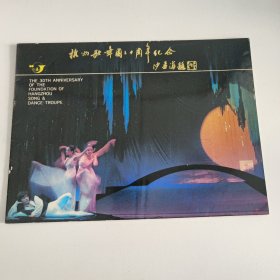 杭州歌舞团三十周年纪念
THE 30TH ANNIVERSARY
OF THE
FOUNDATION OF
HANGZHOU
SONG &
DANCE TROUPE